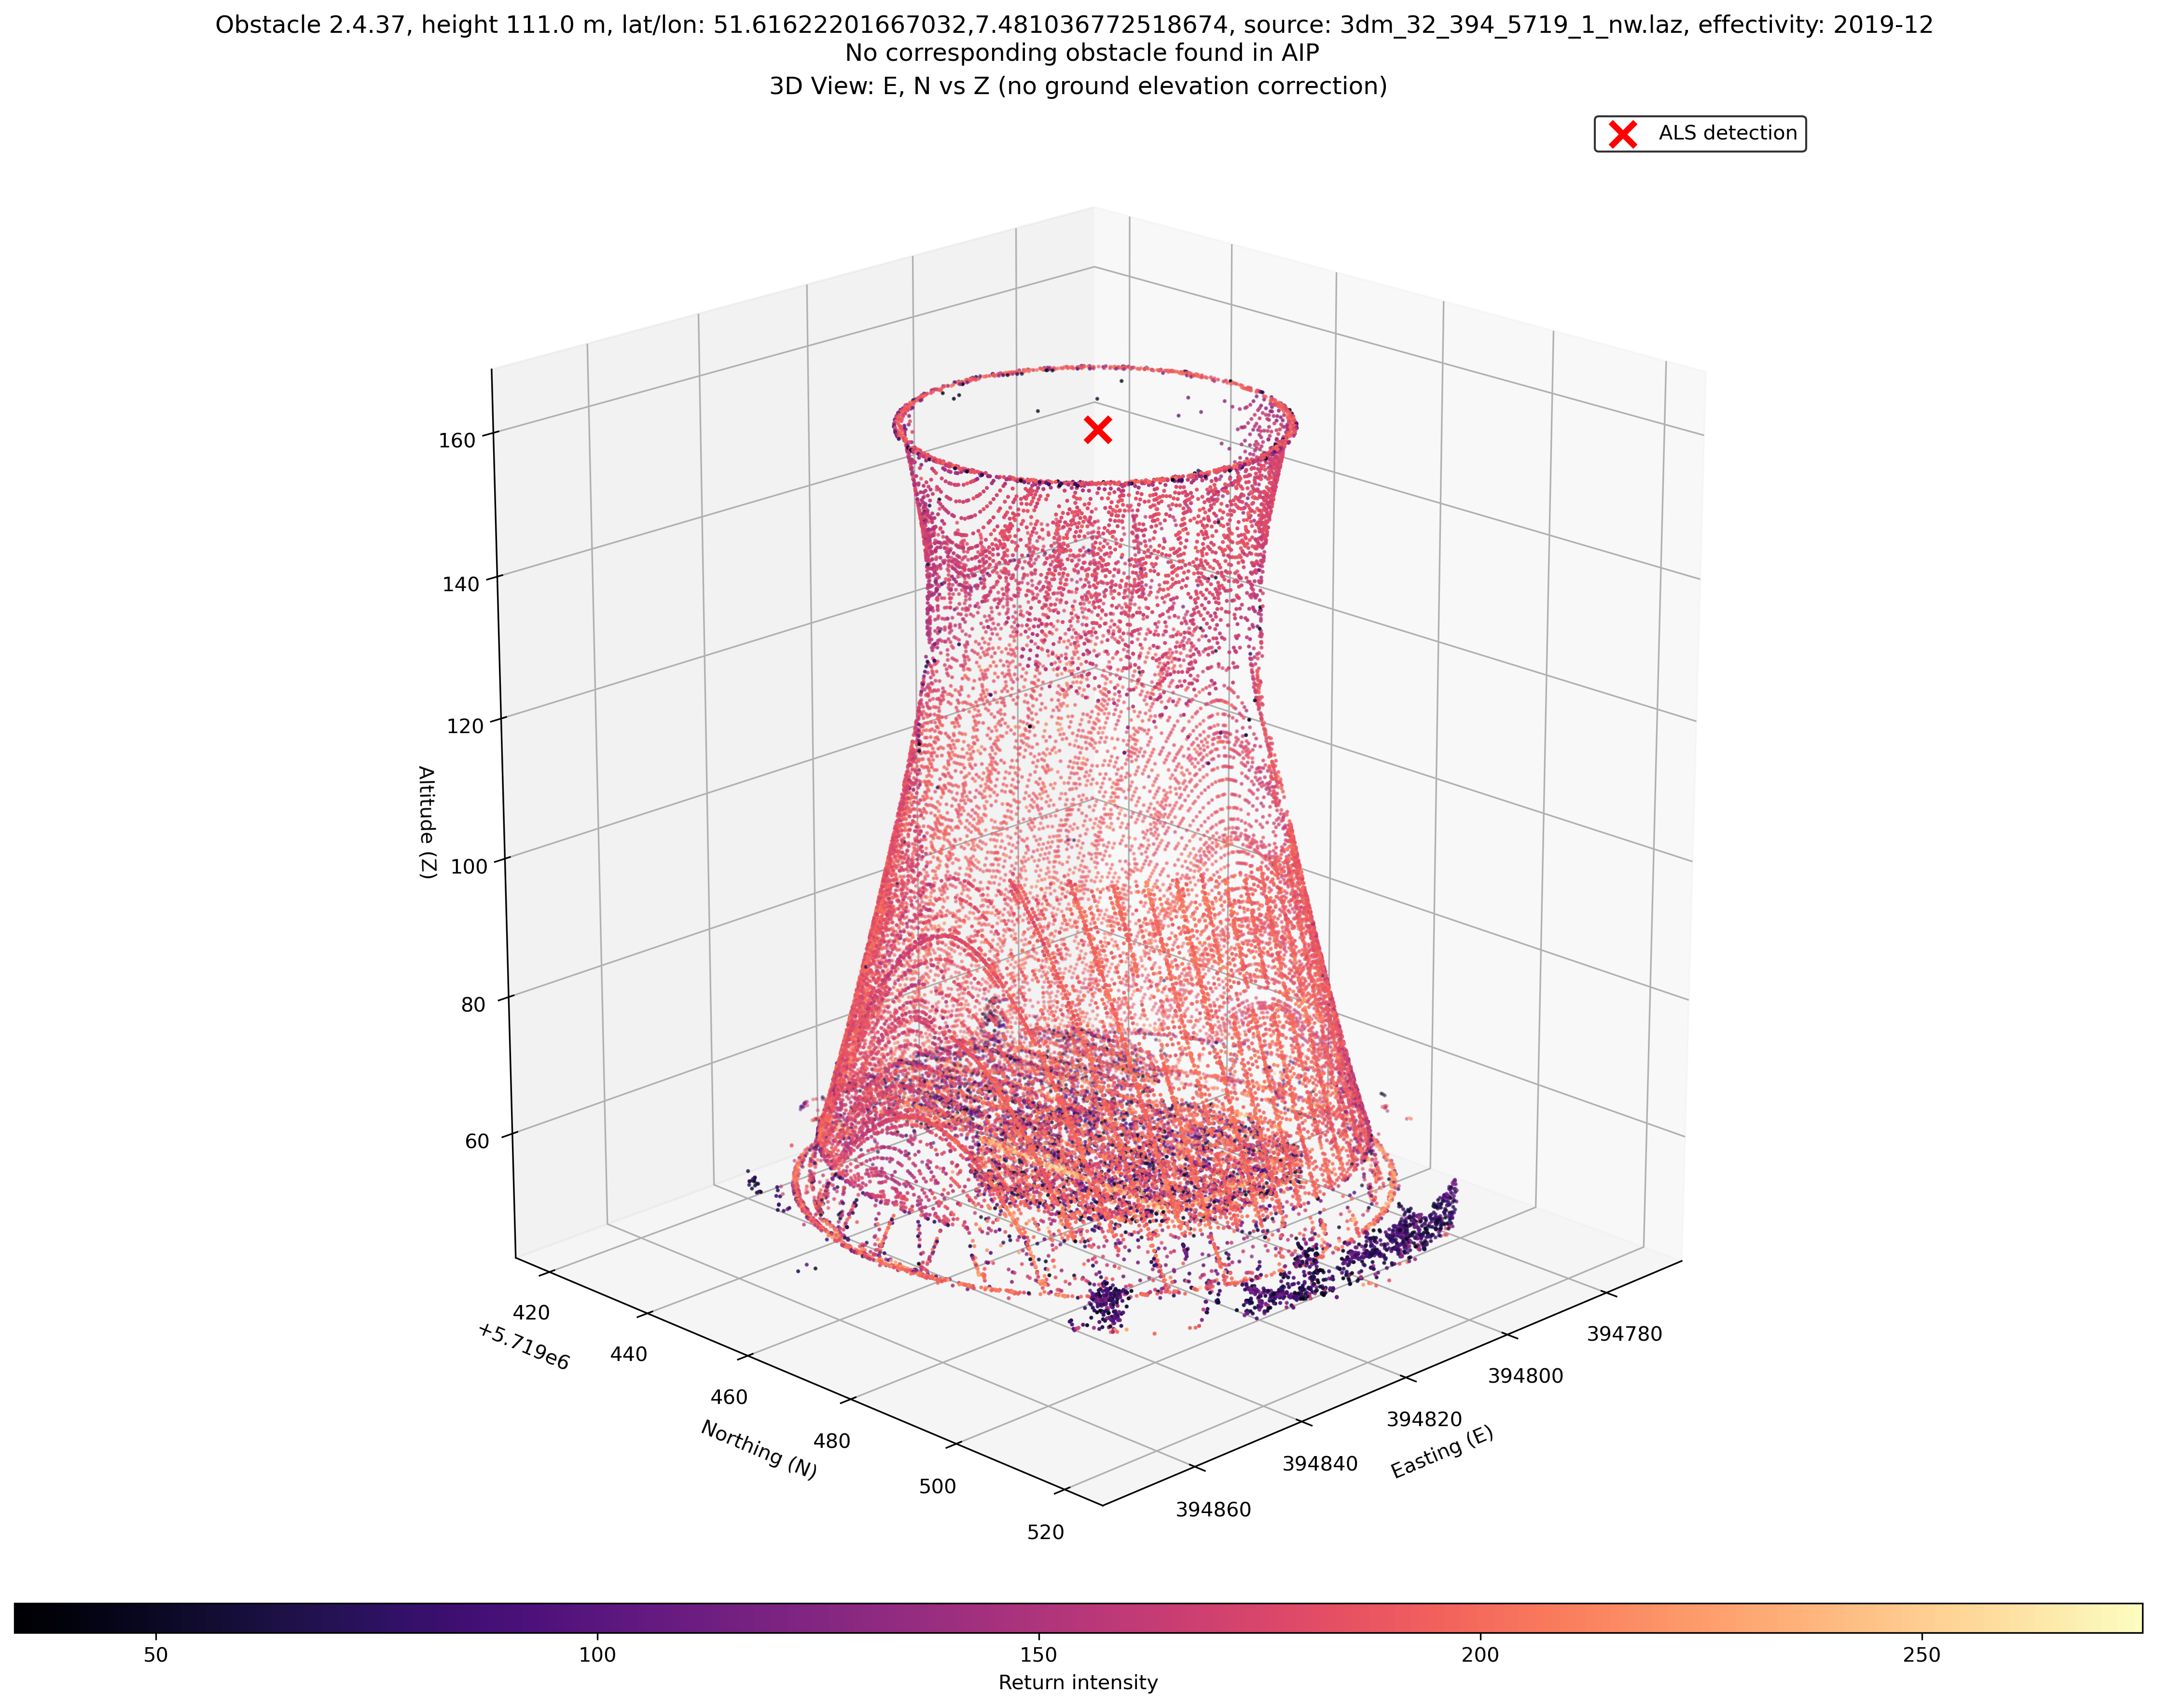 Obstacle 2.4.37, height 111.0 m, lat/lon: 51.61622201667032,7.481036772518674, source: 3dm_32_394_5719_1_nw.laz, effectivity: 2019-12
No corresponding obstacle found in AIP
3D View: E, N vs Z (no ground elevation correction)
ALS detection
160
140
120
100
80
60
Altitude (Z)
420
440
460
480
500
520
+5.719e6
Northing (N)
394780
394800
394820
394840
394860
Easting (E)
50
100
150
200
250
Return intensity